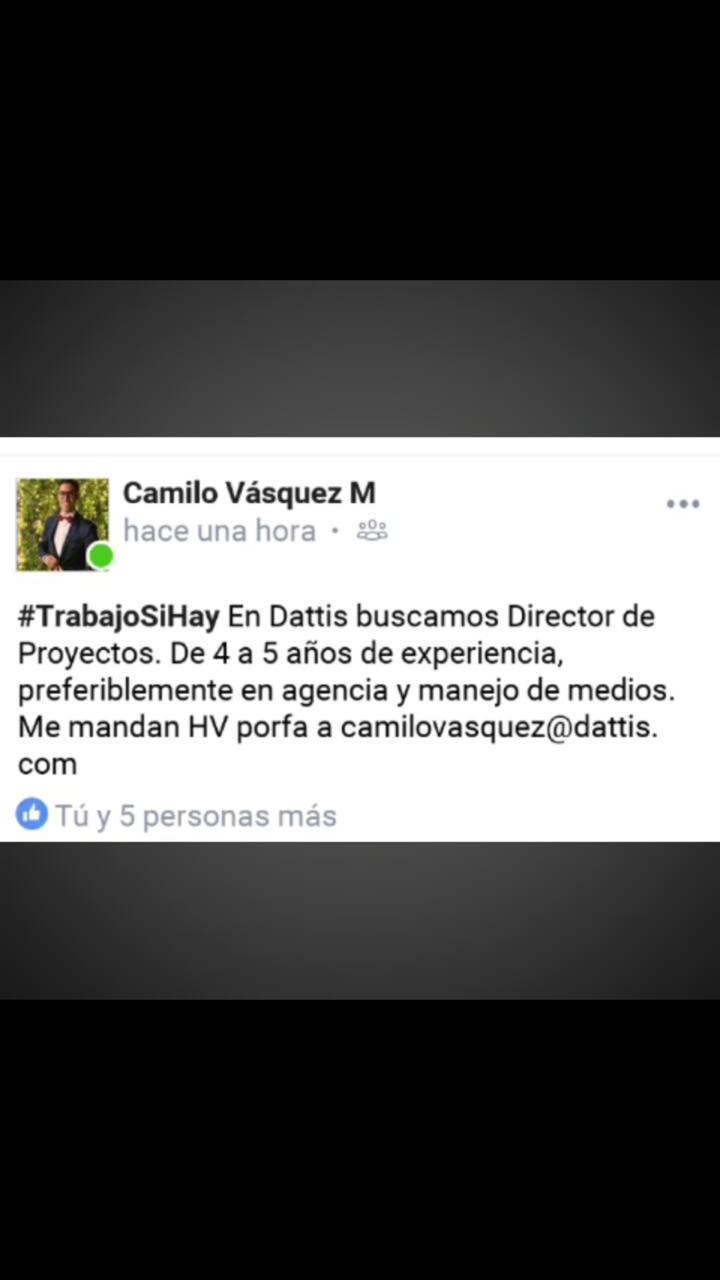 Camilo Vásquez M
hace una hora ·
#TrabajoSiHay En Dattis buscamos Director de
Proyectos. De 4 a 5 años de experiencia,
preferiblemente en agencia y manejo de medios.
Me mandan HV porfa a camilovasquez@dattis.
com
Tú y 5 personas más